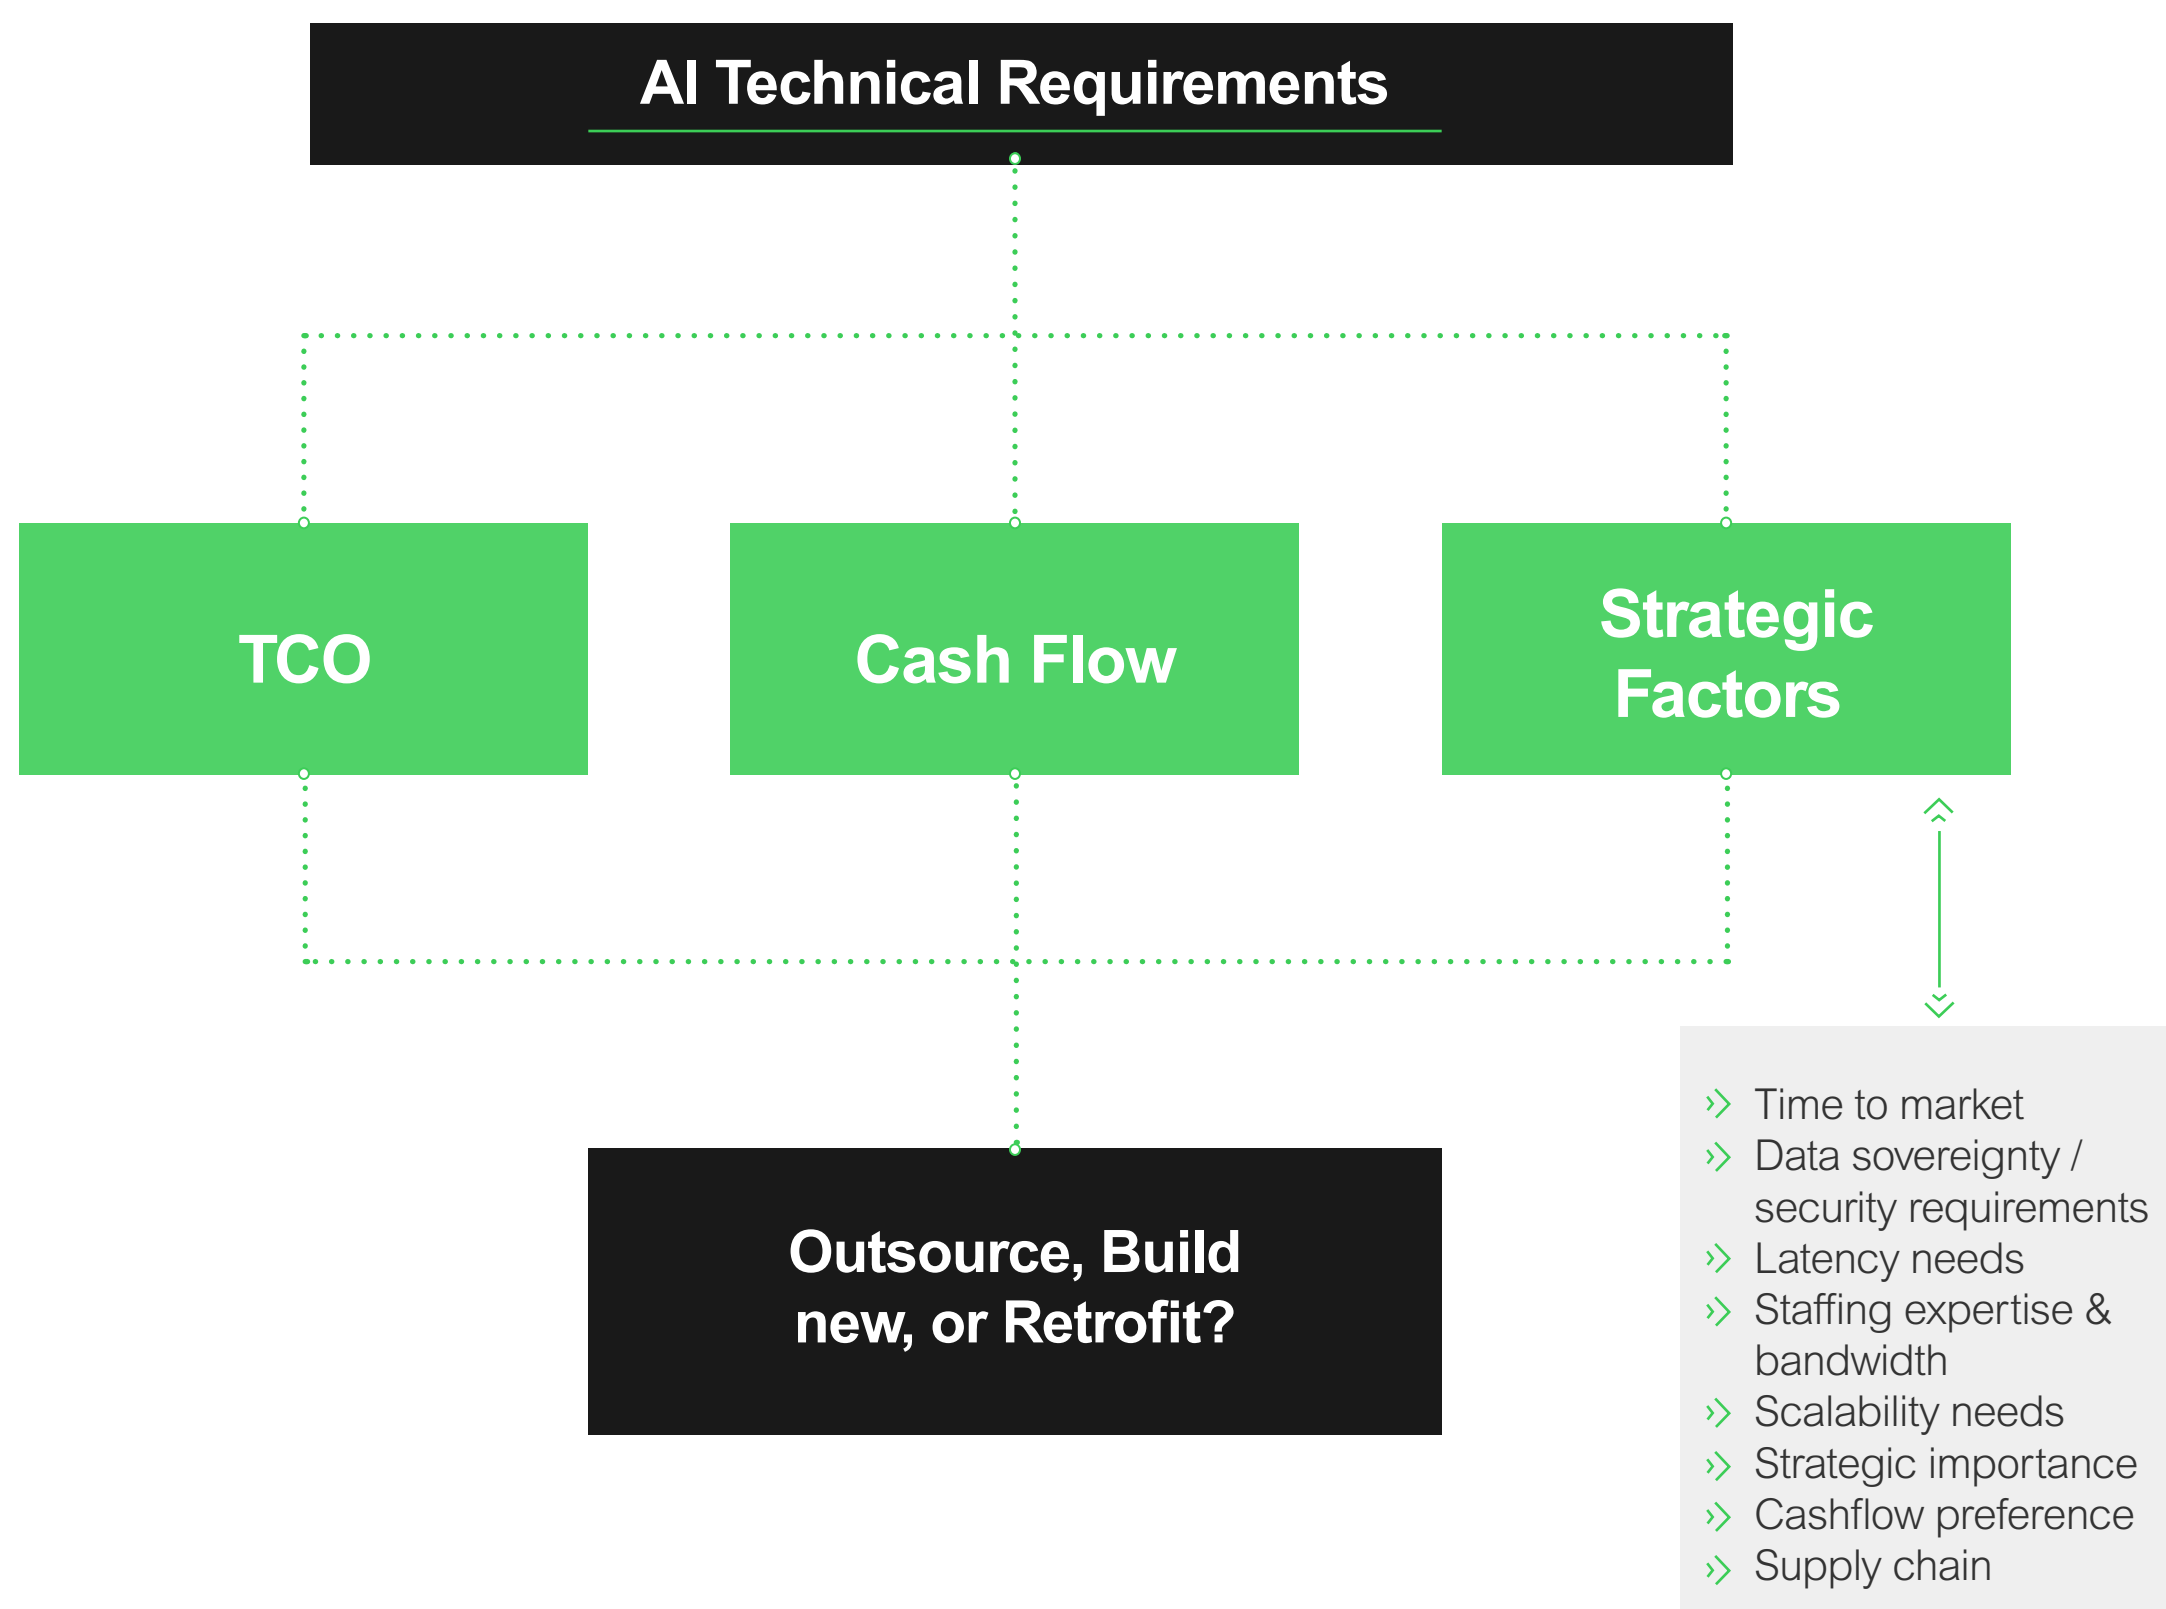 AI Technical Requirements
TCO
Cash Flow
Strategic
Factors
Outsource, Build
new, or Retrofit?
Time to market
Data sovereignty /
security requirements
Latency needs
Staffing expertise &
bandwidth
Scalability needs
Strategic importance
Cashflow preference
Supply chain